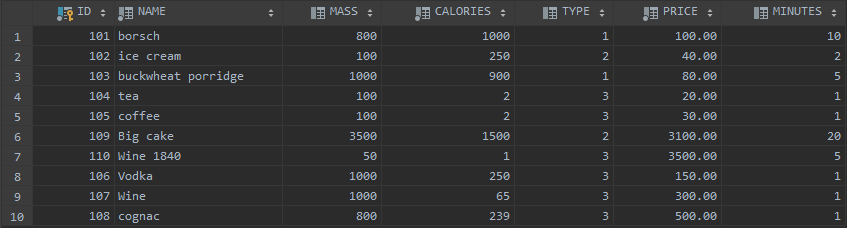 ID NAME MASS CALORIES TYPE PRICE MINUTES
1 101 borsch 800 1000 1 100.00 10
2 102 ice cream 100 250 2 40.00 2
3 103 buckwheat porridge 1000 900 1 80.00 5
4 104 tea 100 2 3 20.00 1
5 105 coffee 100 2 3 30.00 1
6 109 Big cake 3500 1500 2 3100.00 20
7 110 Wine 1840 50 1 3 3500.00 5
8 106 Vodka 1000 250 3 150.00 1
9 107 Wine 1000 65 3 300.00 1
10 108 cognac 800 239 3 500.00 1